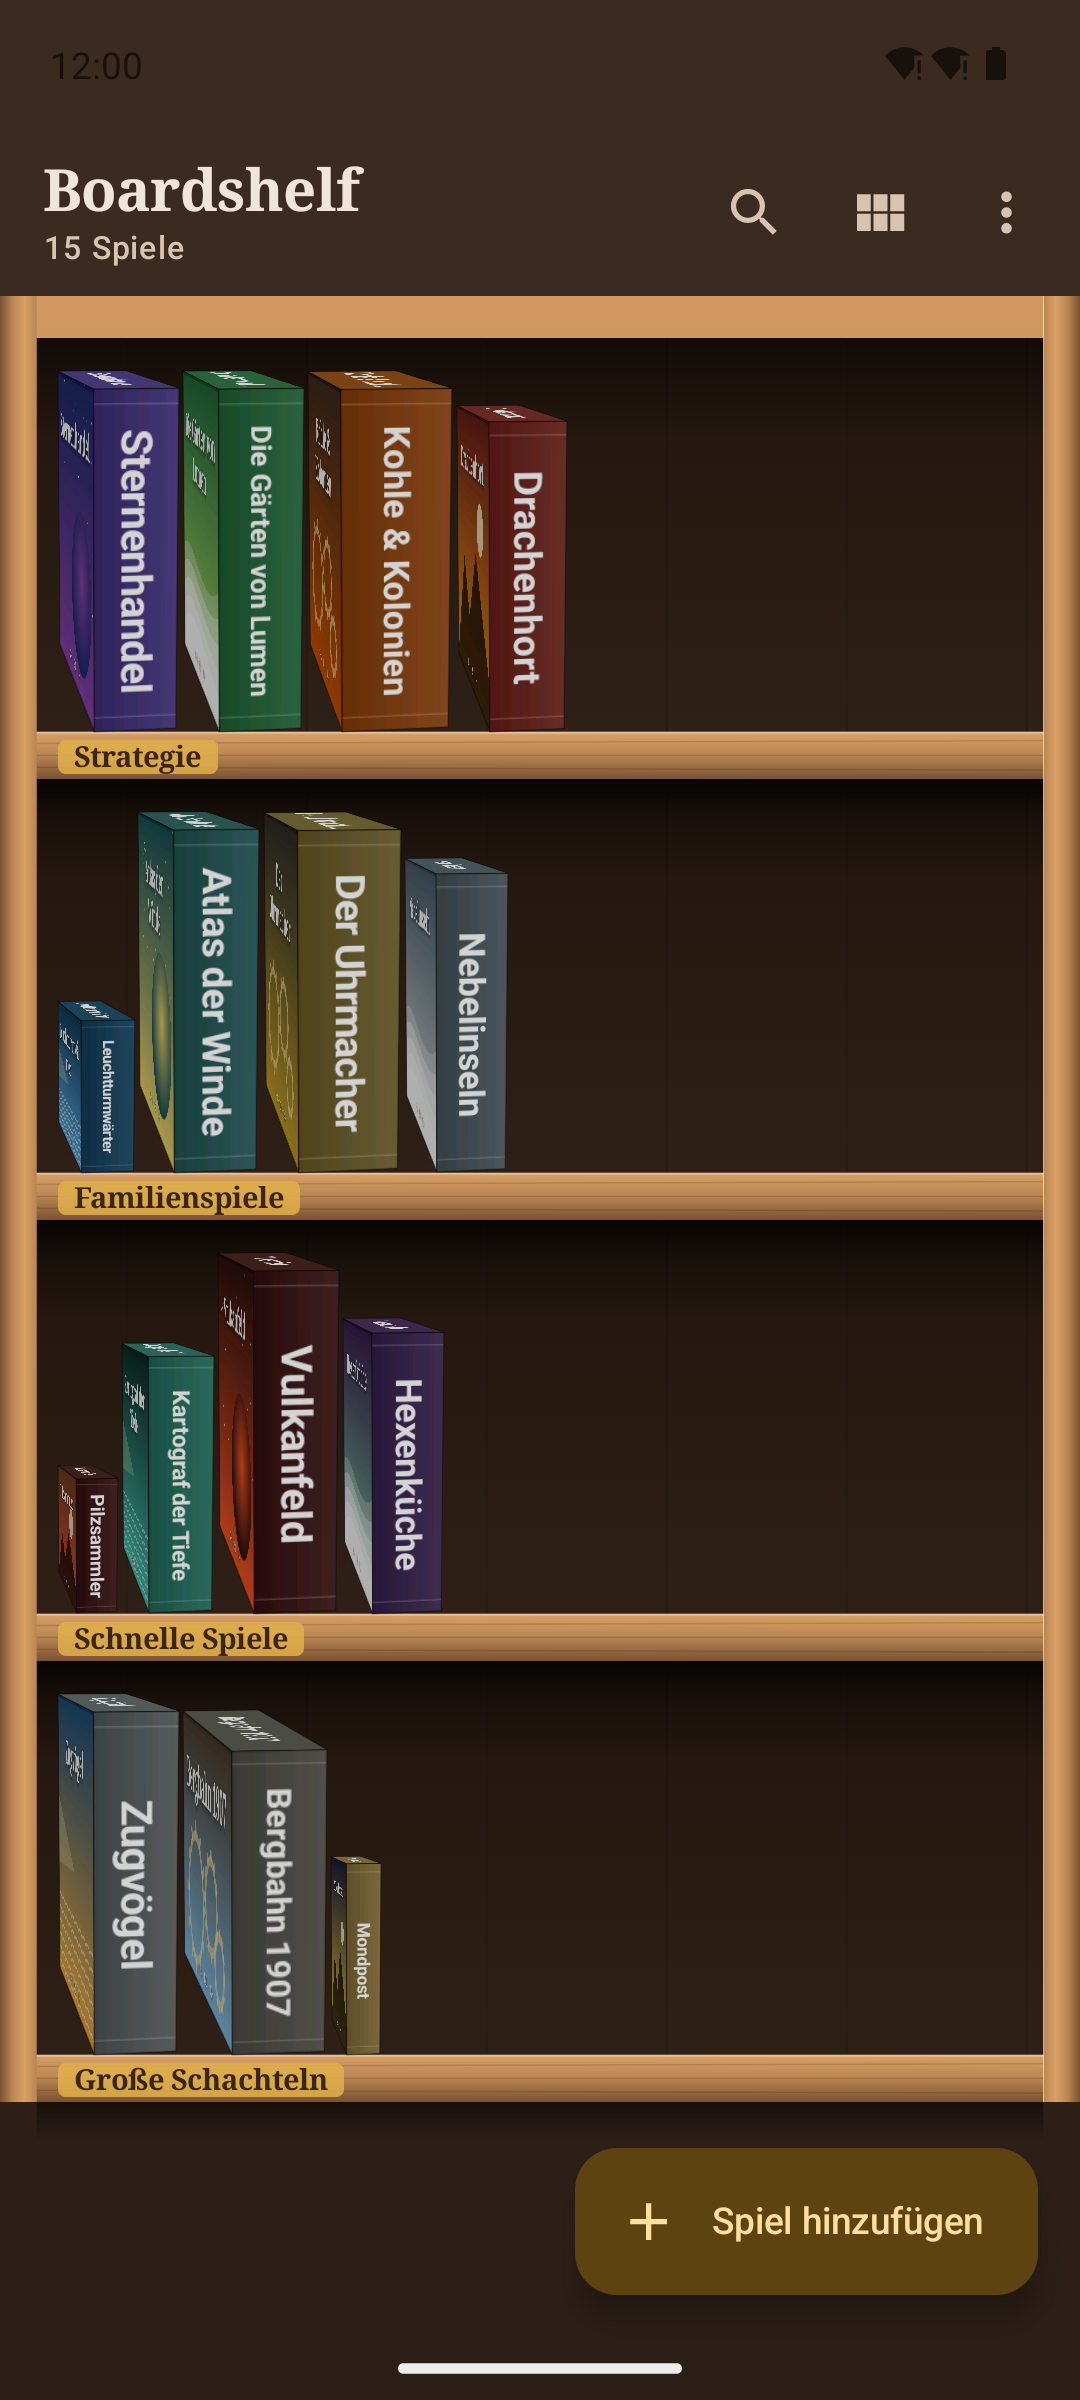 12:00
Boardshelf
15 Spiele
Sternenhandel
Die Gärten von Lumen
Kohle & Kolonien
Drachenhort
Strategie
Leuchtturmwärter
Atlas der Winde
Der Uhrmacher
Nebelinseln
Familienspiele
Pilzsammler
Kartograf der Tiefe
Vulkanfeld
Hexenküche
Schnelle Spiele
Zugvögel
Bergbahn 1907
Bergbahn 1907
Mondpost
Große Schachteln
Spiel hinzufügen